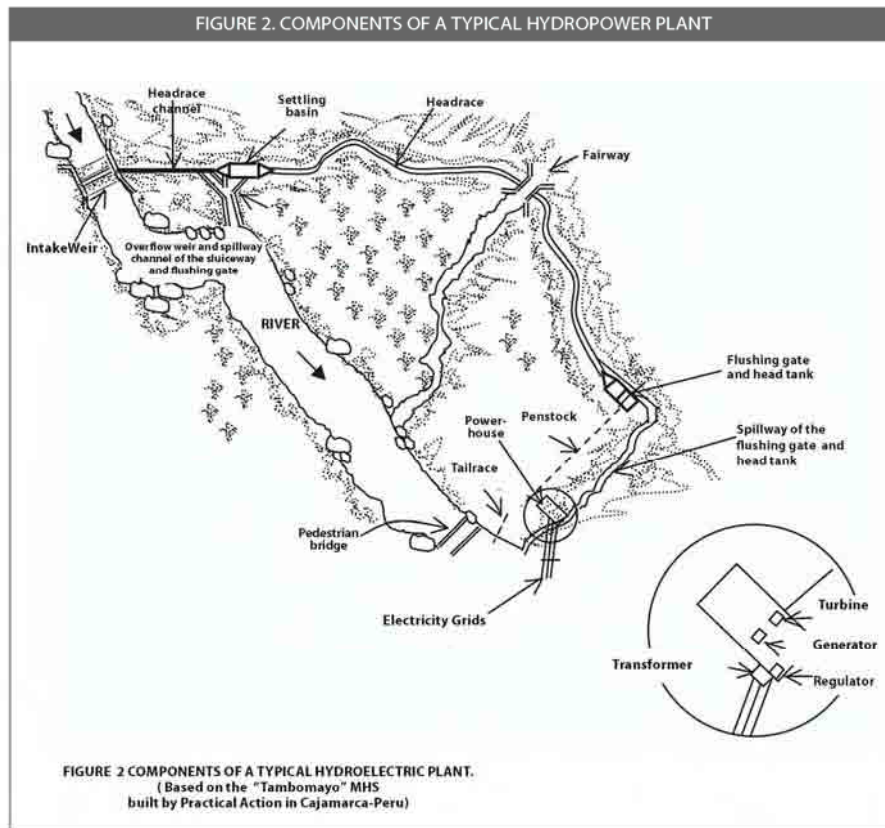 FIGURE 2. COMPONENTS OF A TYPICAL HYDROPOWER PLANT
Headrace
channel
Settling
basin
Headrace
Fairway
IntakeWeir
Overflow weir and spillway
channel of the sluiceway
and flushing gate
RIVER
Flushing gate
and head tank
Penstock
Power-
house
Spillway of the
flushing gate and
head tank
Tailrace
Pedestrian
bridge
Electricity Grids
Turbine
Generator
Transformer
Regulator
FIGURE 2 COMPONENTS OF A TYPICAL HYDROELECTRIC PLANT.
( Based on the "Tambomayo" MHS
built by Practical Action in Cajamarca-Peru)